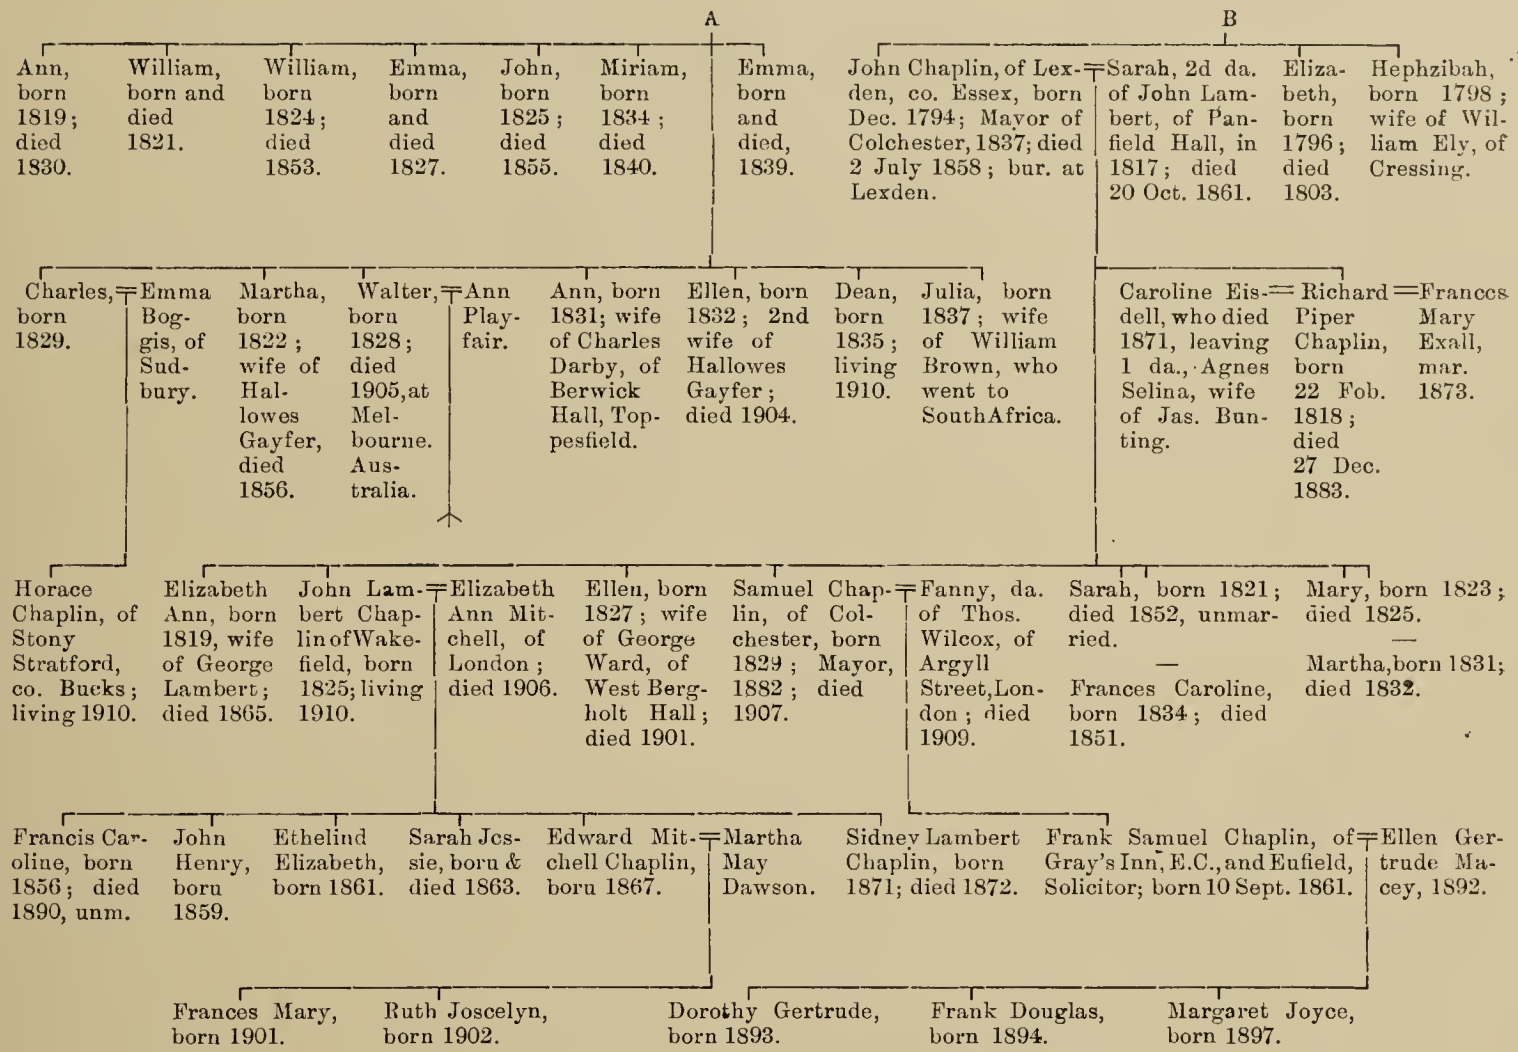 A
B
Ann,
born
1819;
died
1830.
William,
born and
died
1821.
William,
born
1824;
died
1853.
Emma,
born
and
died
1827.
John,
born
1825;
died
1855.
Miriam,
born
1834;
died
1840.
Emma,
born
and
died,
1839.
John Chaplin, of Lex-
den, co. Essex, born
Dec. 1794; Mayor of
Colchester, 1837; died
2 July 1858; bur. at
Lexden.
Sarah, 2d da.
of John Lam-
bert, of Pan-
field Hall, in
1817; died
20 Oct. 1861.
Eliza-
beth,
born
1796;
died
1803.
Hephzibah,
born 1798;
wife of Wil-
liam Ely, of
Cressing.
Charles,
born
1829.
Emma
Bog-
gis, of
Sud-
bury.
Martha,
born
1822;
wife of
Hal-
lowes
Gayfer,
died
1856.
Walter,
born
1828;
died
1905, at
Mel-
bourne.
Aus-
tralia.
Ann
Play-
fair.
Ann, born
1831; wife
of Charles
Darby, of
Berwick
Hall, Top-
pesfield.
Ellen, born
1832; 2nd
wife of
Hallowes
Gayfer;
died 1904.
Dean,
born
1835;
living
1910.
Julia, born
1837; wife
of William
Brown, who
went to
South Africa.
Caroline Eis-
dell, who died
1871, leaving
1 da., Agnes
Selina, wife
of Jas. Bun-
ting.
Richard
Piper
Chaplin,
born
22 Fob.
1818;
died
27 Dec.
1883.
Frances
Mary
Exall,
mar.
1873.
Horace
Chaplin, of
Stony
Stratford,
co. Bucks;
living 1910.
Elizabeth
Ann, born
1819, wife
of George
Lambert;
died 1865.
John Lam-
bert Chap-
lin of Wake-
field, born
1825; living
1910.
Elizabeth
Ann Mit-
chell, of
London;
died 1906.
Ellen, born
1827; wife
of George
Ward, of
West Berg-
holt Hall;
died 1901.
Samuel Chap-
lin, of Col-
chester, born
1829; Mayor,
1882; died
1907.
Fanny, da.
of Thos.
Wilcox, of
Argyll
Street, Lon-
don; died
1909.
Sarah, born 1821;
died 1852, unmar-
ried.
—
Frances Caroline,
born 1834; died
1851.
Mary, born 1823;
died 1825.
—
Martha, born 1831;
died 1832.
Francis Car-
oline, born
1856; died
1890, unm.
John
Henry,
born
1859.
Ethelind
Elizabeth,
born 1861.
Sarah Jes-
sie, born &
died 1863.
Edward Mit-
chell Chaplin,
born 1867.
Martha
May
Dawson.
Sidney Lambert
Chaplin, born
1871; died 1872.
Frank Samuel Chaplin, of
Gray's Inn, E.C., and Eufield,
Solicitor; born 10 Sept. 1861.
Ellen Ger-
trude Ma-
cey, 1892.
Frances Mary,
born 1901.
Ruth Joscelyn,
born 1902.
Dorothy Gertrude,
born 1893.
Frank Douglas,
born 1894.
Margaret Joyce,
born 1897.